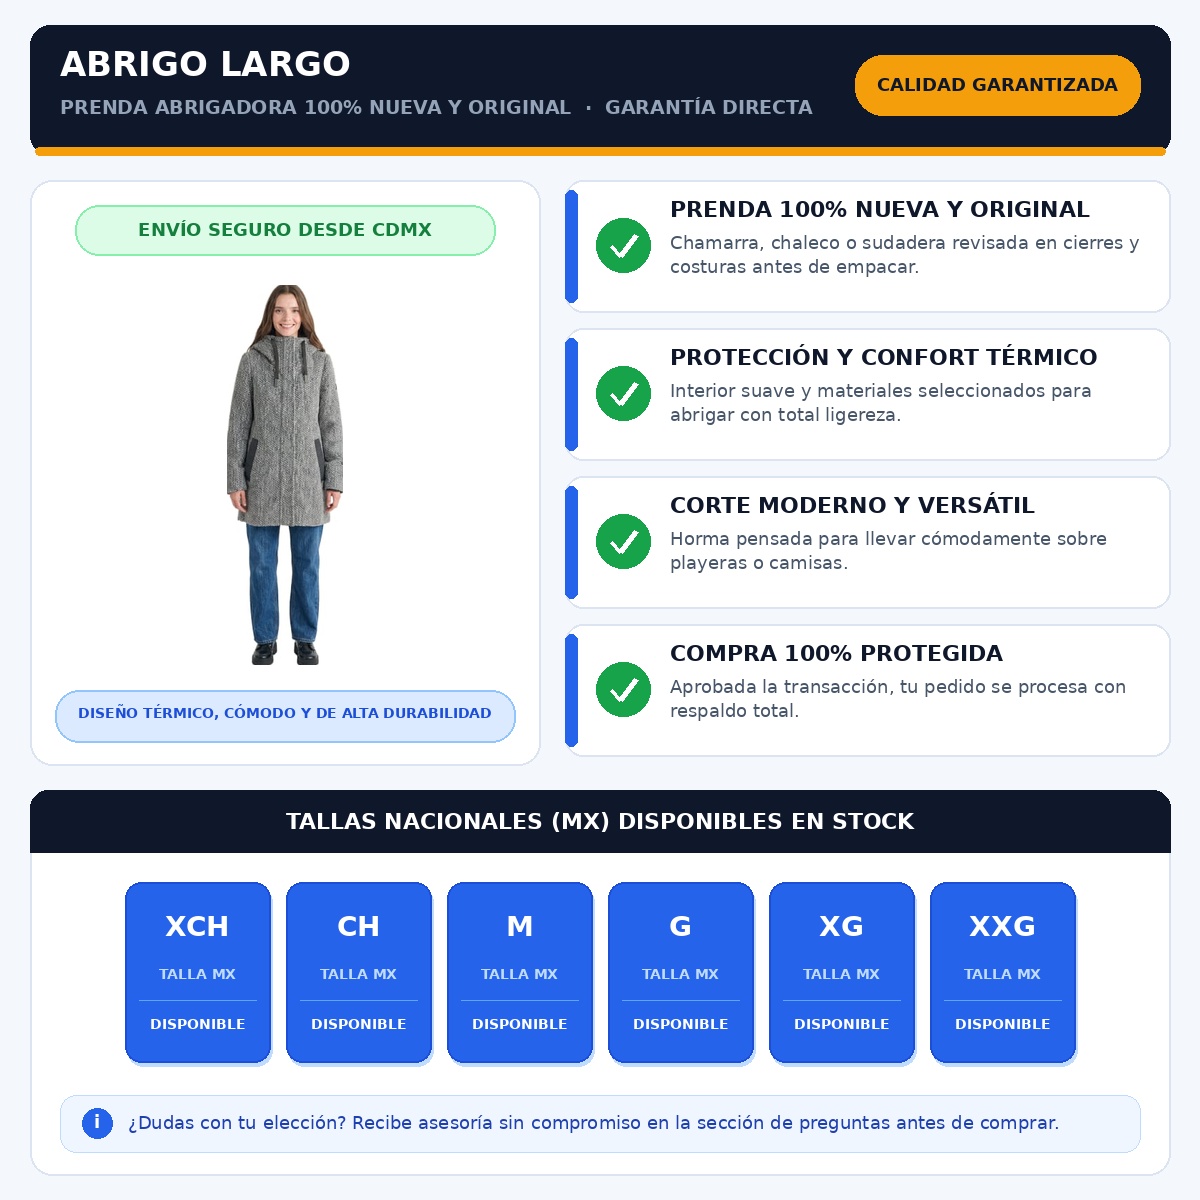 ABRIGO LARGO
PRENDA ABRIGADORA 100% NUEVA Y ORIGINAL · GARANTÍA DIRECTA
CALIDAD GARANTIZADA
ENVÍO SEGURO DESDE CDMX
DISEÑO TÉRMICO, CÓMODO Y DE ALTA DURABILIDAD
PRENDA 100% NUEVA Y ORIGINAL
Chamarra, chaleco o sudadera revisada en cierres y
costuras antes de empacar.
PROTECCIÓN Y CONFORT TÉRMICO
Interior suave y materiales seleccionados para
abrigar con total ligereza.
CORTE MODERNO Y VERSÁTIL
Horma pensada para llevar cómodamente sobre
playeras o camisas.
COMPRA 100% PROTEGIDA
Aprobada la transacción, tu pedido se procesa con
respaldo total.
TALLAS NACIONALES (MX) DISPONIBLES EN STOCK
XCH
TALLA MX
DISPONIBLE
CH
TALLA MX
DISPONIBLE
M
TALLA MX
DISPONIBLE
G
TALLA MX
DISPONIBLE
XG
TALLA MX
DISPONIBLE
XXG
TALLA MX
DISPONIBLE
i
¿Dudas con tu elección? Recibe asesoría sin compromiso en la sección de preguntas antes de comprar.